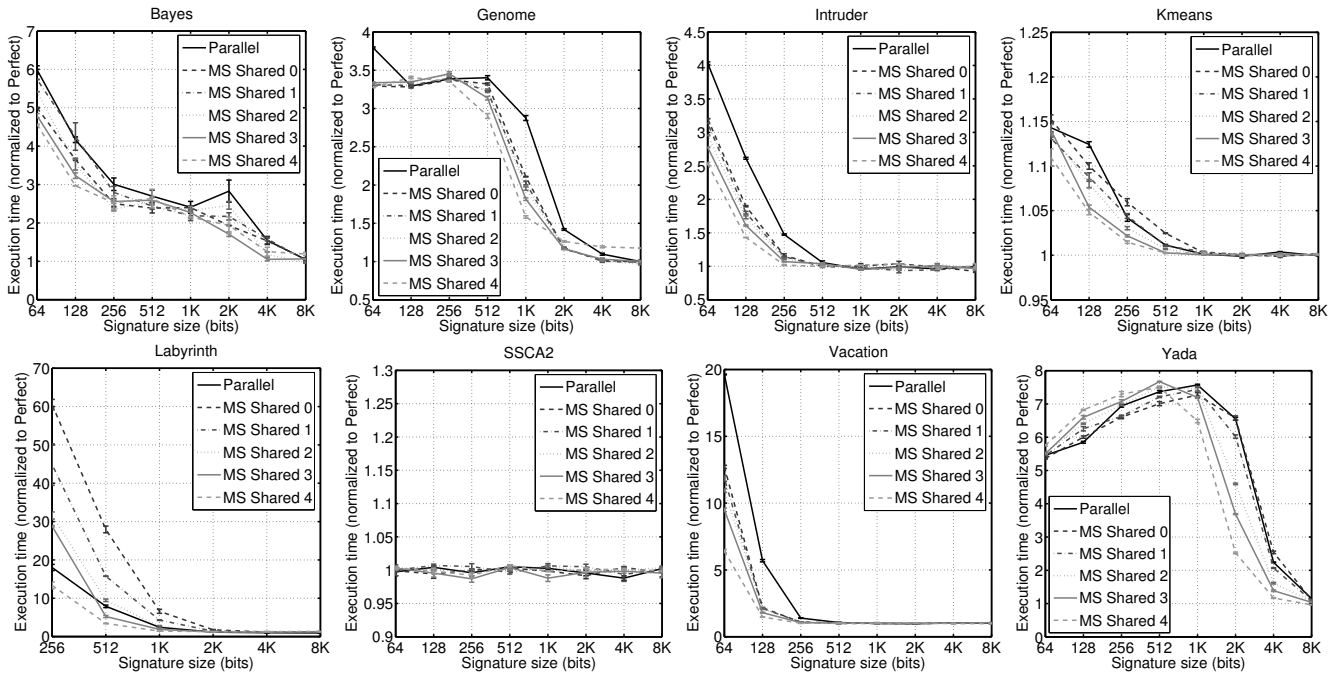 Bayes
Execution time (normalized to Perfect)
7
6
5
4
3
2
1
0
Parallel
MS Shared 0
MS Shared 1
MS Shared 2
MS Shared 3
MS Shared 4
64 128 256 512 1K 2K 4K 8K
Signature size (bits)
Genome
Execution time (normalized to Perfect)
4
3.5
3
2.5
2
1.5
1
0.5
Parallel
MS Shared 0
MS Shared 1
MS Shared 2
MS Shared 3
MS Shared 4
64 128 256 512 1K 2K 4K 8K
Signature size (bits)
Intruder
Execution time (normalized to Perfect)
4.5
4
3.5
3
2.5
2
1.5
1
0.5
Parallel
MS Shared 0
MS Shared 1
MS Shared 2
MS Shared 3
MS Shared 4
64 128 256 512 1K 2K 4K 8K
Signature size (bits)
Kmeans
Execution time (normalized to Perfect)
1.25
1.2
1.15
1.1
1.05
1
0.95
Parallel
MS Shared 0
MS Shared 1
MS Shared 2
MS Shared 3
MS Shared 4
64 128 256 512 1K 2K 4K 8K
Signature size (bits)
Labyrinth
Execution time (normalized to Perfect)
70
60
50
40
30
20
10
0
Parallel
MS Shared 0
MS Shared 1
MS Shared 2
MS Shared 3
MS Shared 4
256 512 1K 2K 4K 8K
Signature size (bits)
SSCA2
Execution time (normalized to Perfect)
1.3
1.25
1.2
1.15
1.1
1.05
1
0.95
0.9
Parallel
MS Shared 0
MS Shared 1
MS Shared 2
MS Shared 3
MS Shared 4
64 128 256 512 1K 2K 4K 8K
Signature size (bits)
Vacation
Execution time (normalized to Perfect)
20
15
10
5
0
Parallel
MS Shared 0
MS Shared 1
MS Shared 2
MS Shared 3
MS Shared 4
64 128 256 512 1K 2K 4K 8K
Signature size (bits)
Yada
Execution time (normalized to Perfect)
8
7
6
5
4
3
2
1
0
Parallel
MS Shared 0
MS Shared 1
MS Shared 2
MS Shared 3
MS Shared 4
64 128 256 512 1K 2K 4K 8K
Signature size (bits)